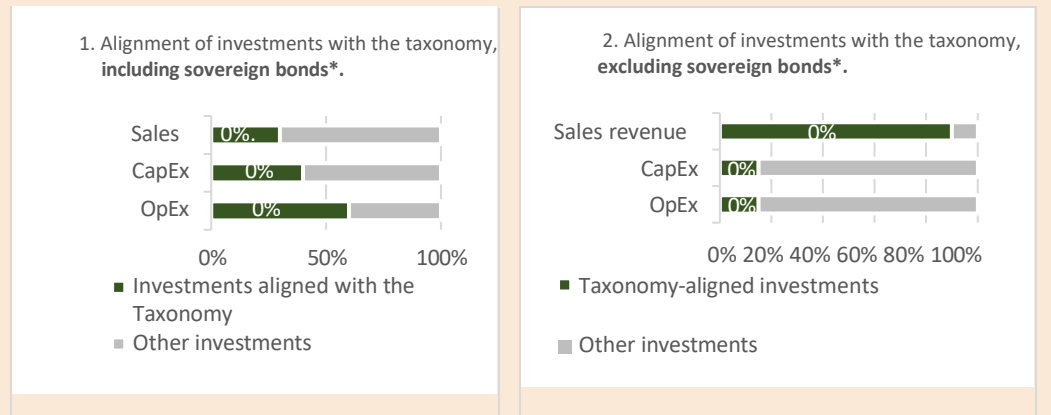 1. Alignment of investments with the taxonomy,
including sovereign bonds*.
Sales
0%.
CapEx
0%
OpEx
0%
0% 50% 100%
Investments aligned with the
Taxonomy
Other investments
2. Alignment of investments with the taxonomy,
excluding sovereign bonds*.
Sales revenue
0%
CapEx
0%
OpEx
0%
0% 20% 40% 60% 80% 100%
Taxonomy-aligned investments
Other investments